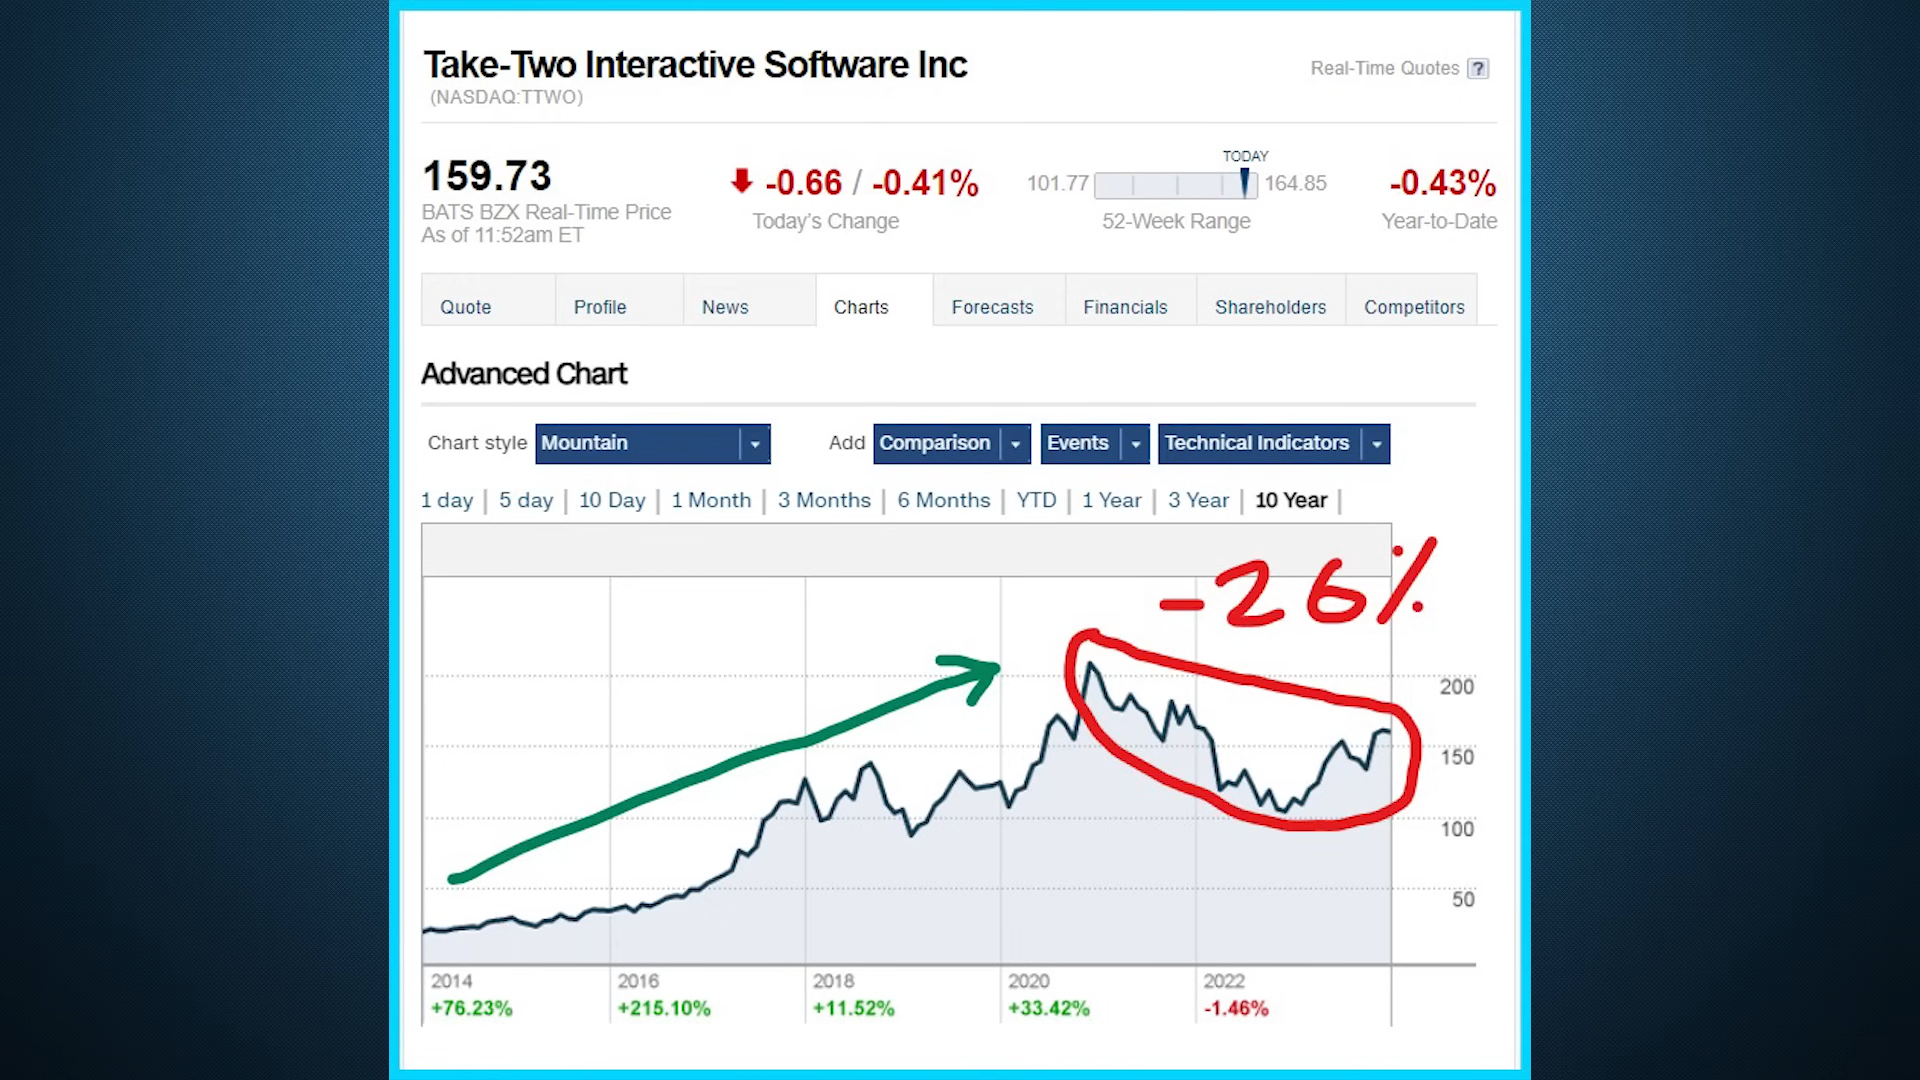 Take-Two Interactive Software Inc
Real-Time Quotes ?
(NASDAQ:TTWO)
TODAY
159.73
-0.66 / -0.41%
101.77
164.85
-0.43%
BATS BZX Real-Time Price
As of 11:52am ET
Today's Change
52-Week Range
Year-to-Date
Quote
Profile
News
Charts
Forecasts
Financials
Shareholders
Competitors
Advanced Chart
Chart style Mountain
Add Comparison Events Technical Indicators
1 day | 5 day | 10 Day | 1 Month | 3 Months | 6 Months | YTD | 1 Year | 3 Year | 10 Year |
-26%
200
150
100
50
2014 2016 2018 2020 2022
+76.23% +215.10% +11.52% +33.42% -1.46%